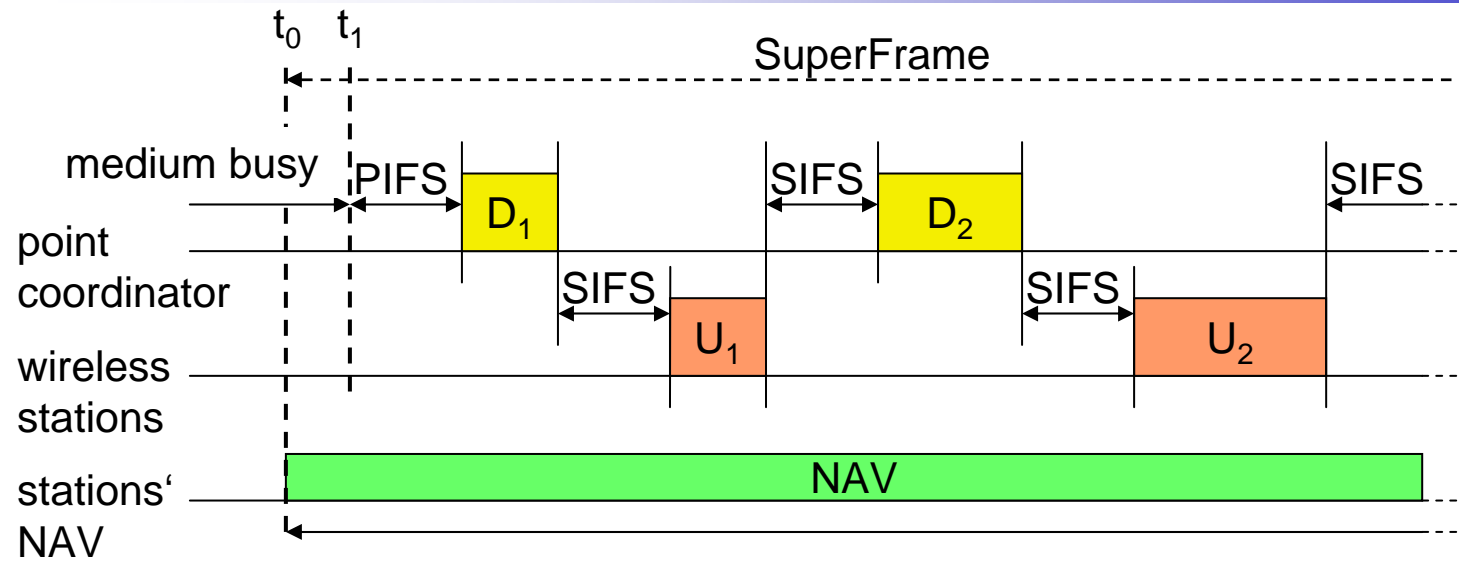 t₀ t₁
SuperFrame
medium busy
PIFS
D₁
SIFS
D₂
SIFS
point
coordinator
SIFS
U₁
SIFS
U₂
wireless
stations
stations‘
NAV
NAV